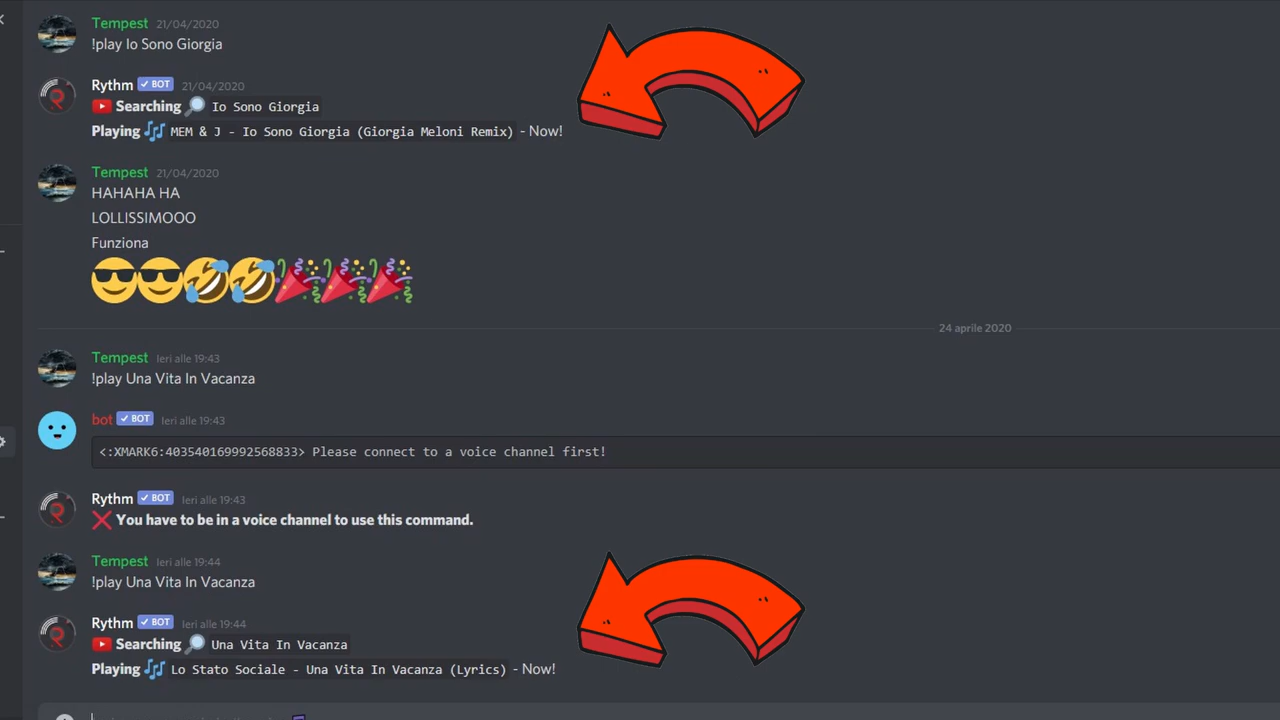 Tempest 21/04/2020
!play Io Sono Giorgia
Rythm BOT 21/04/2020
Searching Io Sono Giorgia
Playing MEM & J - Io Sono Giorgia (Giorgia Meloni Remix) - Now!
Tempest 21/04/2020
HAHAHA HA
LOLLISSIMOOO
Funziona
24 aprile 2020
Tempest Ieri alle 19:43
!play Una Vita In Vacanza
bot BOT Ieri alle 19:43
<:XMARK6:403540169992568833> Please connect to a voice channel first!
Rythm BOT Ieri alle 19:43
You have to be in a voice channel to use this command.
Tempest Ieri alle 19:44
!play Una Vita In Vacanza
Rythm BOT Ieri alle 19:44
Searching Una Vita In Vacanza
Playing Lo Stato Sociale - Una Vita In Vacanza (Lyrics) - Now!